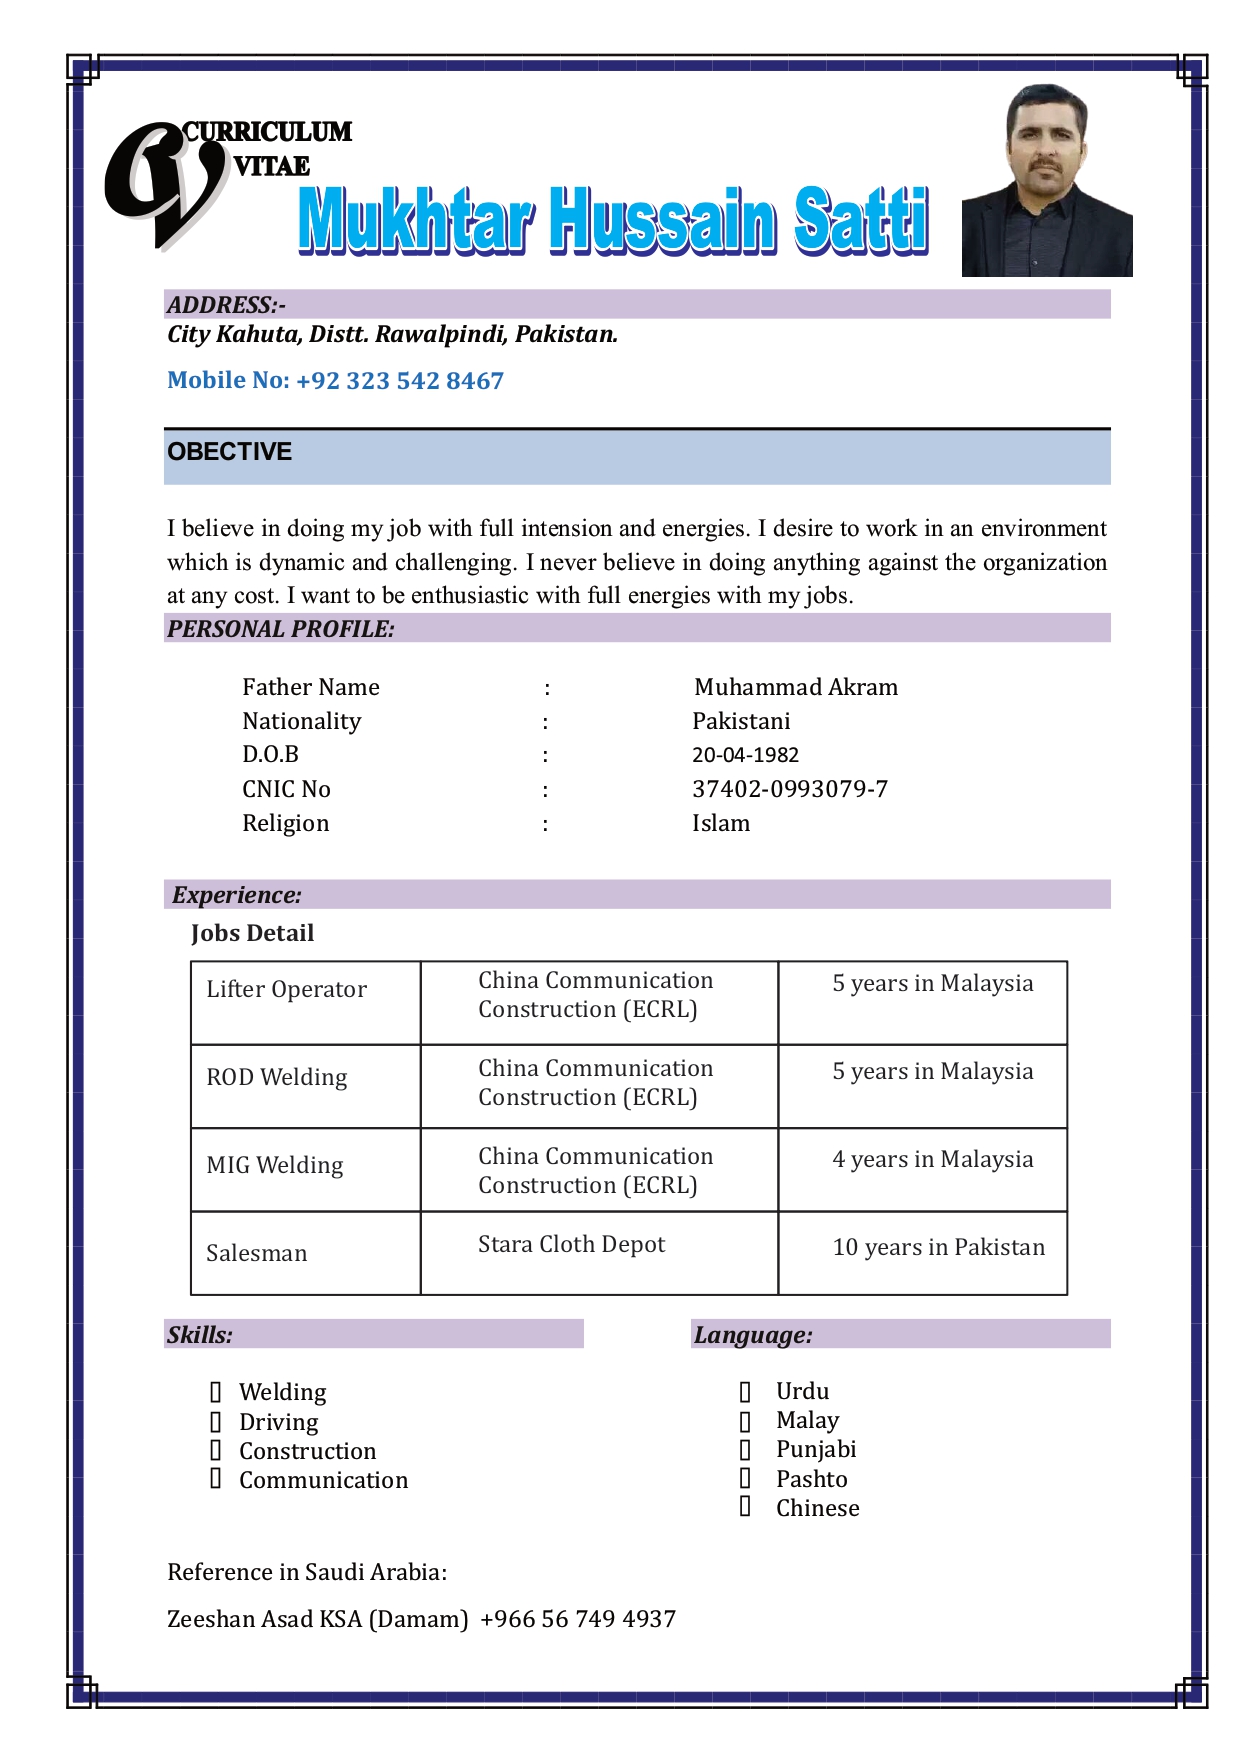 CV
CURRICULUM
VITAE
Mukhtar Hussain Satti
ADDRESS:-
City Kahuta, Distt. Rawalpindi, Pakistan.
Mobile No: +92 323 542 8467
OBECTIVE
I believe in doing my job with full intension and energies. I desire to work in an environment
which is dynamic and challenging. I never believe in doing anything against the organization
at any cost. I want to be enthusiastic with full energies with my jobs.
PERSONAL PROFILE:
Father Name : Muhammad Akram
Nationality : Pakistani
D.O.B : 20-04-1982
CNIC No : 37402-0993079-7
Religion : Islam
Experience:
Jobs Detail
Lifter Operator
China Communication
Construction (ECRL)
5 years in Malaysia
ROD Welding
China Communication
Construction (ECRL)
5 years in Malaysia
MIG Welding
China Communication
Construction (ECRL)
4 years in Malaysia
Salesman
Stara Cloth Depot
10 years in Pakistan
Skills:
Welding
Driving
Construction
Communication
Language:
Urdu
Malay
Punjabi
Pashto
Chinese
Reference in Saudi Arabia:
Zeeshan Asad KSA (Damam) +966 56 749 4937